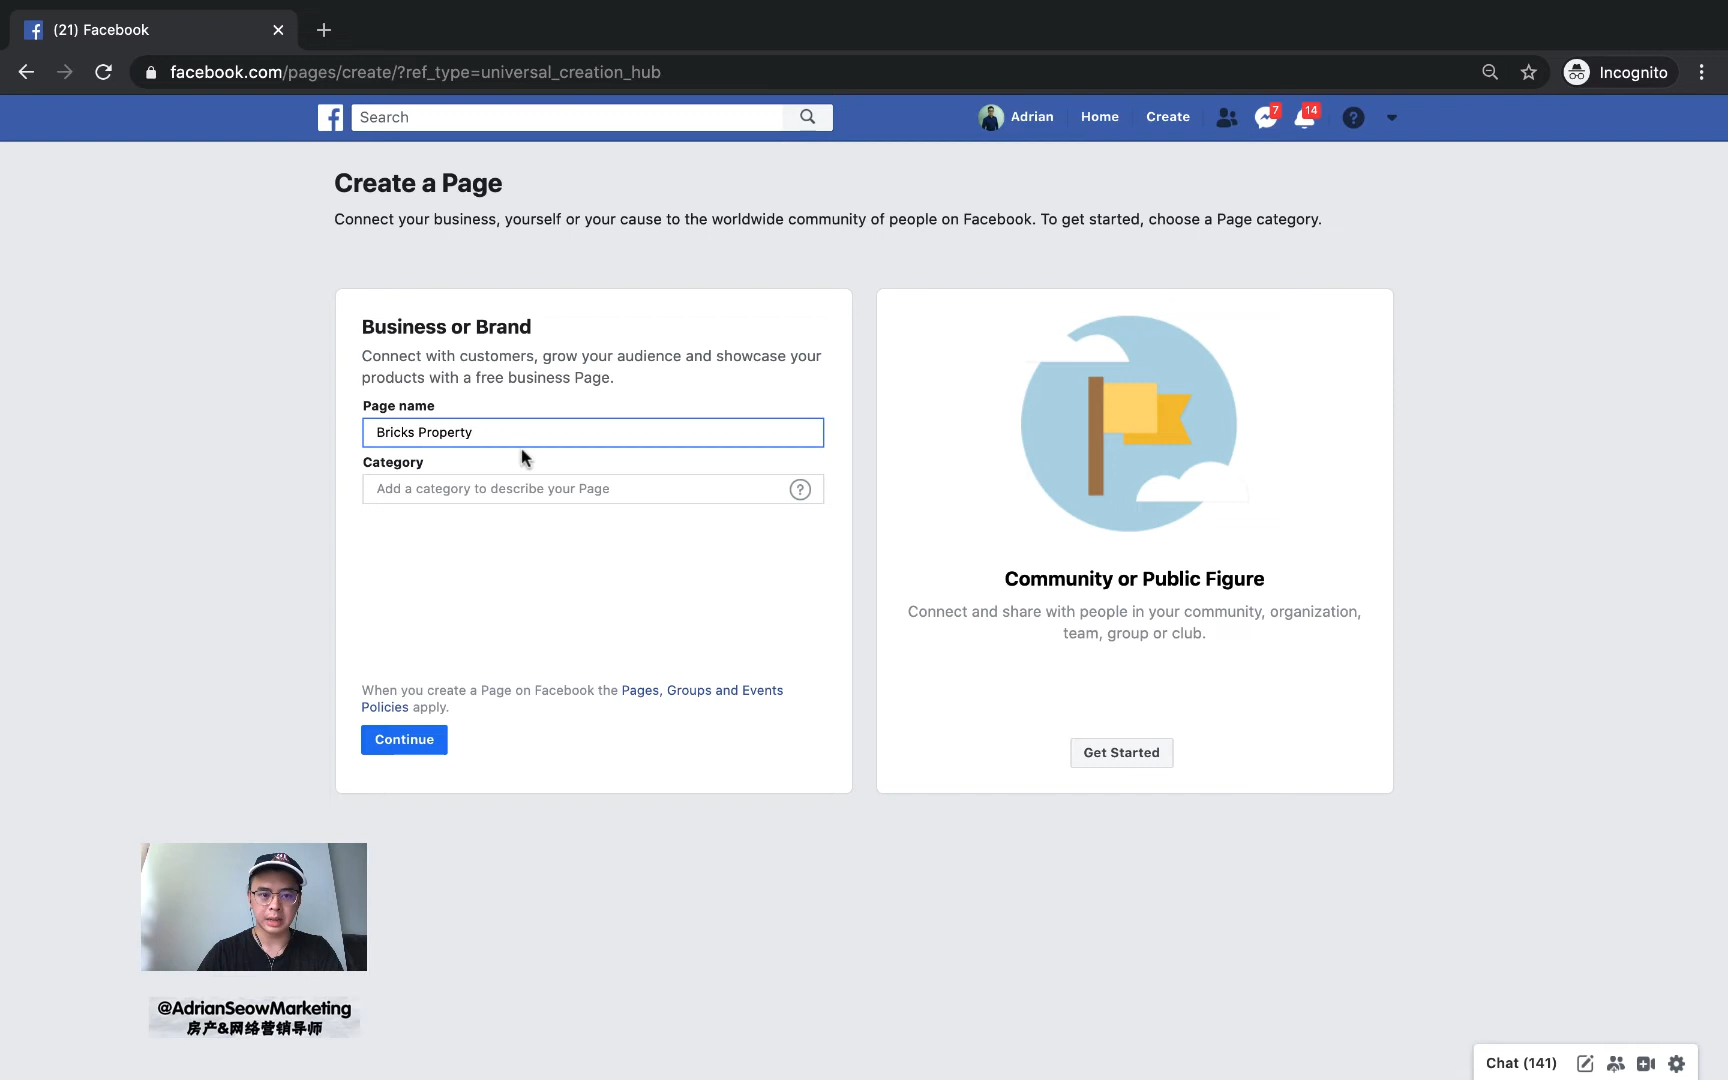 (21) Facebook
facebook.com/pages/create/?ref_type=universal_creation_hub
Incognito
Search
Adrian
Home
Create
7
14
Create a Page
Connect your business, yourself or your cause to the worldwide community of people on Facebook. To get started, choose a Page category.
Business or Brand
Connect with customers, grow your audience and showcase your
products with a free business Page.
Page name
Bricks Property
Category
Add a category to describe your Page
When you create a Page on Facebook the Pages, Groups and Events
Policies apply.
Continue
Community or Public Figure
Connect and share with people in your community, organization,
team, group or club.
Get Started
@AdrianSeowMarketing
房产&网络营销导师
Chat (141)